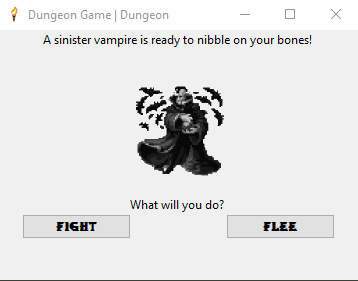 Dungeon Game | Dungeon
A sinister vampire is ready to nibble on your bones!
What will you do?
FIGHT
FLEE